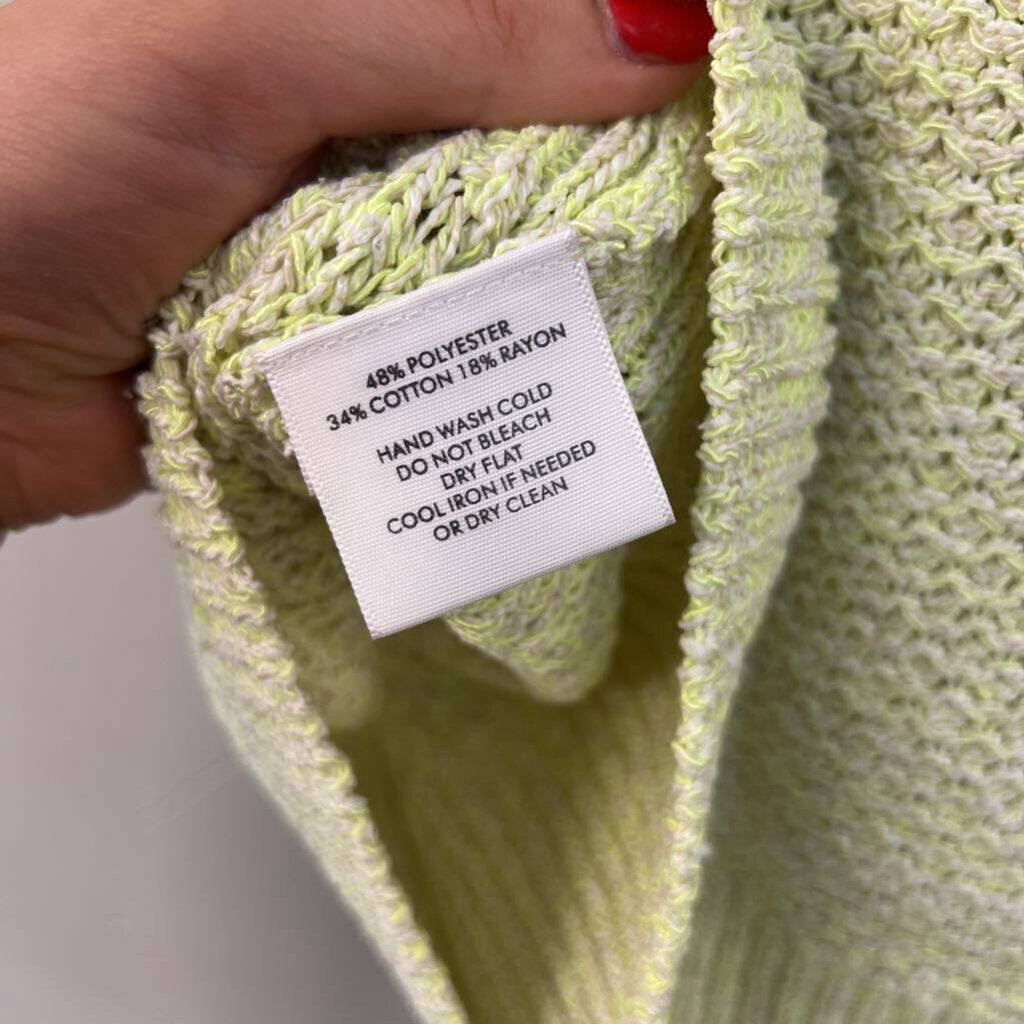 48% POLYESTER
34% COTTON 18% RAYON
HAND WASH COLD
DO NOT BLEACH
DRY FLAT
COOL IRON IF NEEDED
OR DRY CLEAN